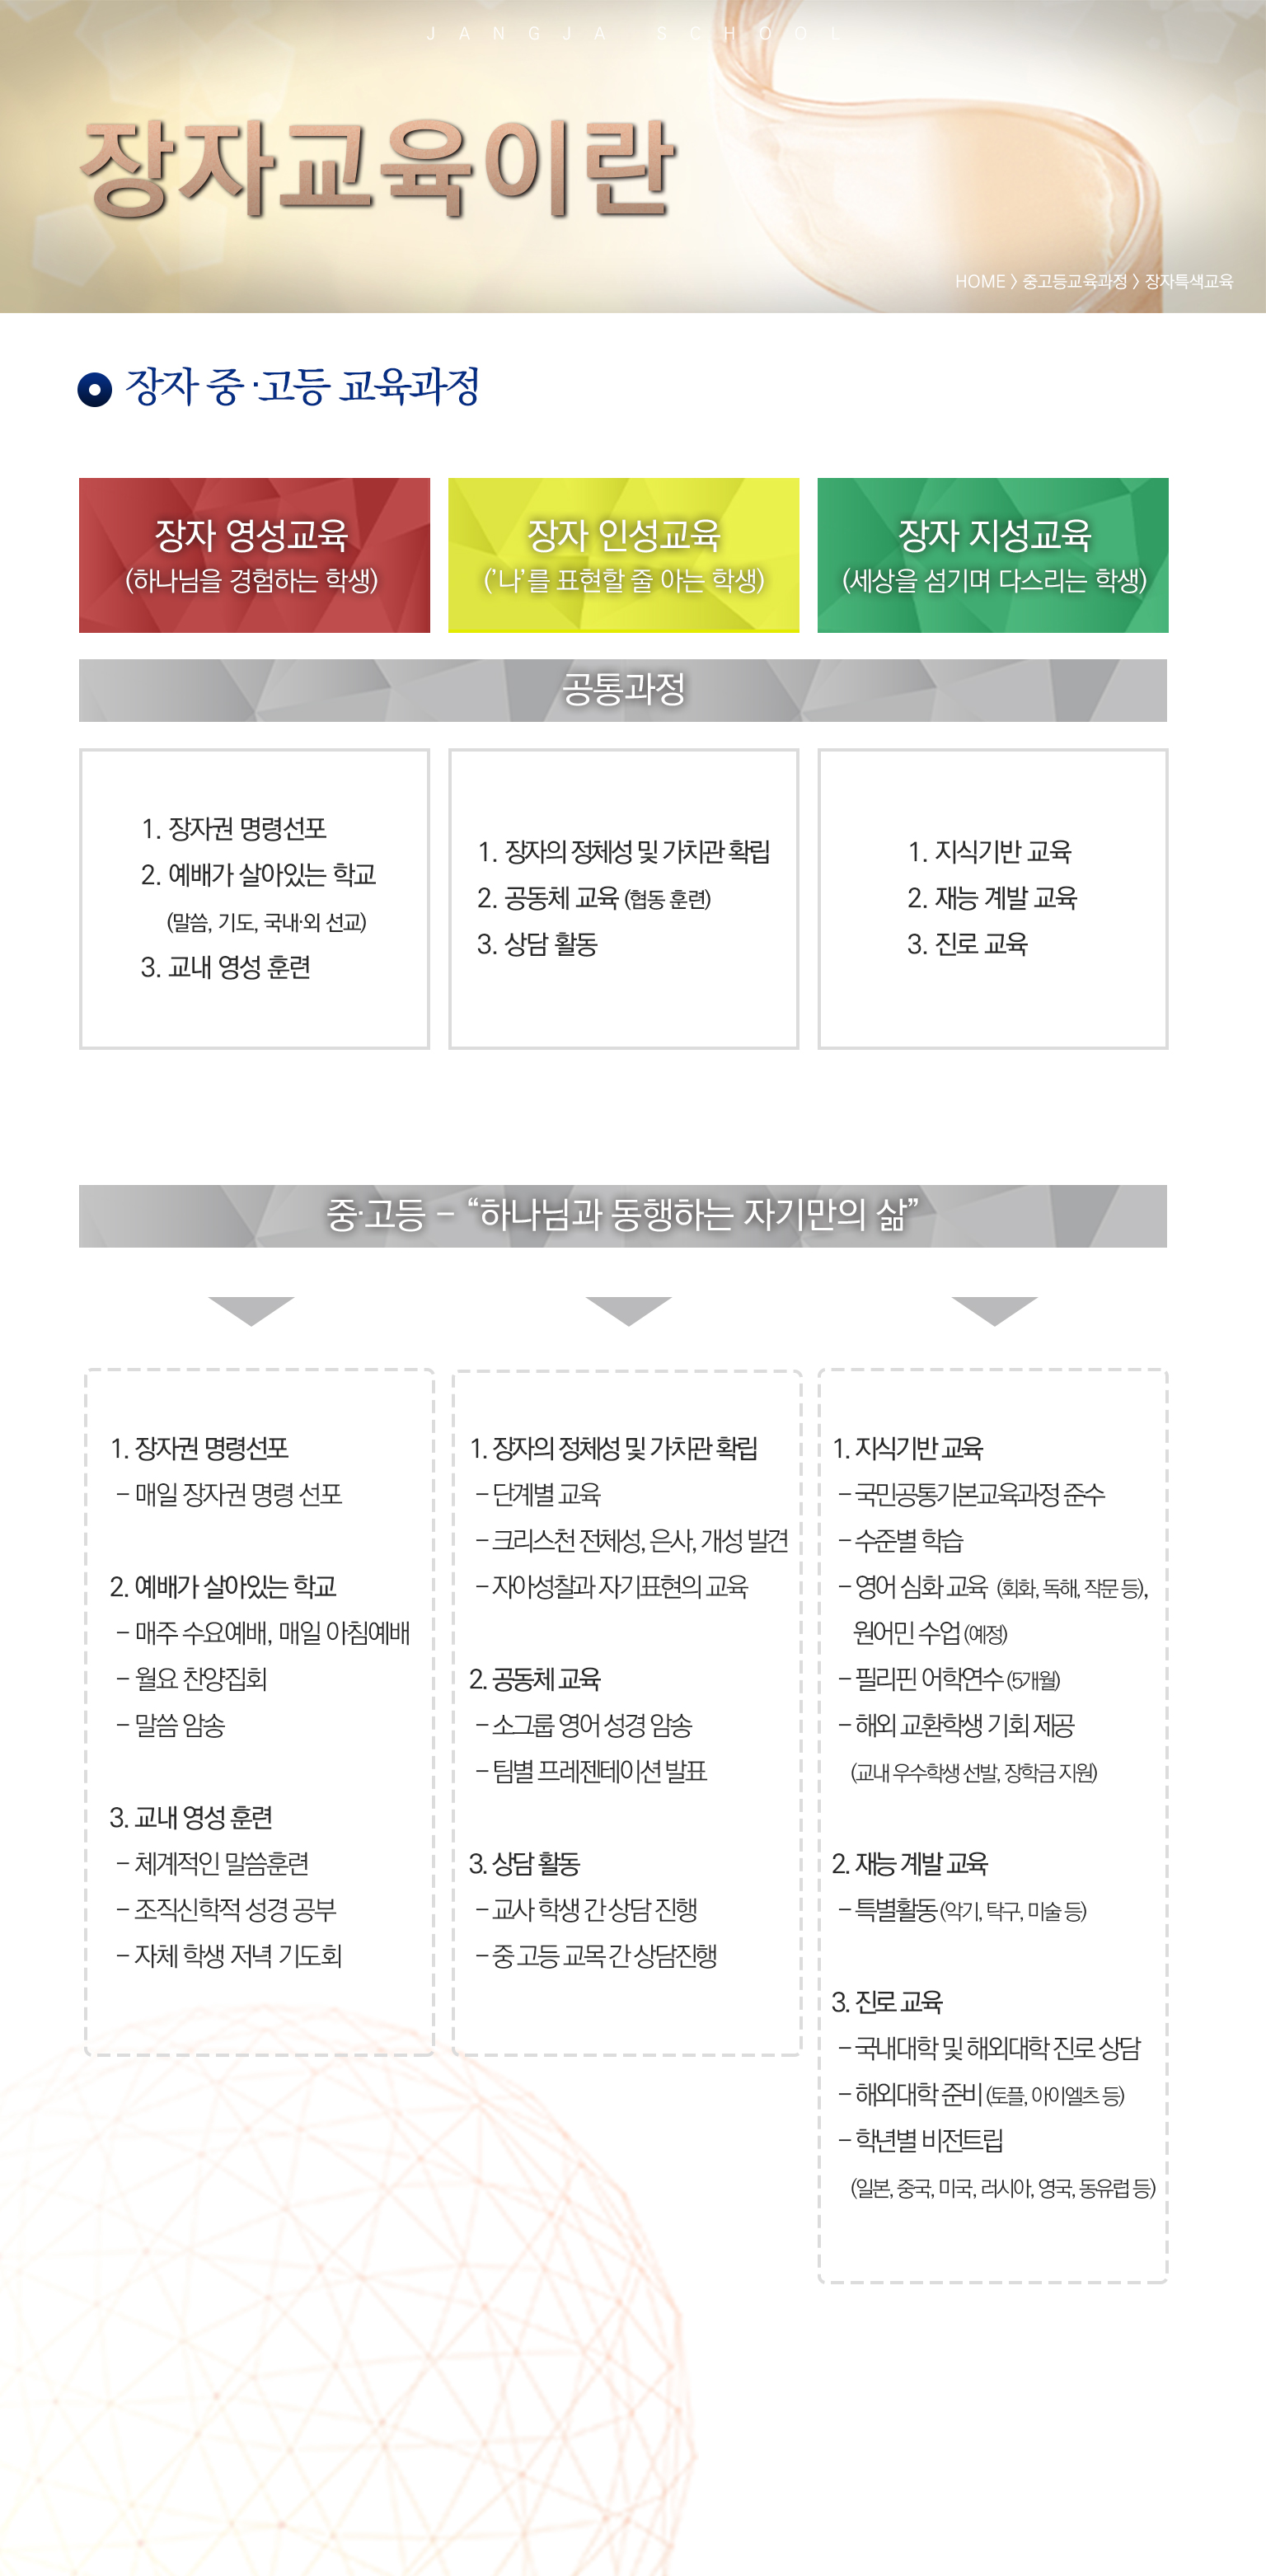 JANGJA SCHOOL
장자교육이란
HOME > 중고등교육과정 > 장자특색교육
장자 중·고등 교육과정
장자 영성교육
(하나님을 경험하는 학생)
장자 인성교육
(’나’를 표현할 줄 아는 학생)
장자 지성교육
(세상을 섬기며 다스리는 학생)
공통과정
1. 장자권 명령선포
2. 예배가 살아있는 학교
(말씀, 기도, 국내·외 선교)
3. 교내 영성 훈련
1. 장자의 정체성 및 가치관 확립
2. 공동체 교육 (협동 훈련)
3. 상담 활동
1. 지식기반 교육
2. 재능 계발 교육
3. 진로 교육
중·고등 – “하나님과 동행하는 자기만의 삶”
1. 장자권 명령선포
– 매일 장자권 명령 선포
2. 예배가 살아있는 학교
– 매주 수요예배, 매일 아침예배
– 월요 찬양집회
– 말씀 암송
3. 교내 영성 훈련
– 체계적인 말씀훈련
– 조직신학적 성경 공부
– 자체 학생 저녁 기도회
1. 장자의 정체성 및 가치관 확립
– 단계별 교육
– 크리스천 전체성, 은사, 개성 발견
– 자아성찰과 자기표현의 교육
2. 공동체 교육
– 소그룹 영어 성경 암송
– 팀별 프레젠테이션 발표
3. 상담 활동
– 교사 학생 간 상담 진행
– 중 고등 교목 간 상담진행
1. 지식기반 교육
– 국민공통기본교육과정 준수
– 수준별 학습
– 영어 심화 교육 (회화, 독해, 작문 등),
원어민 수업 (예정)
– 필리핀 어학연수 (5개월)
– 해외 교환학생 기회 제공
(교내 우수학생 선발, 장학금 지원)
2. 재능 계발 교육
– 특별활동 (악기, 탁구, 미술 등)
3. 진로 교육
– 국내대학 및 해외대학 진로 상담
– 해외대학 준비 (토플, 아이엘츠 등)
– 학년별 비전트립
(일본, 중국, 미국, 러시아, 영국, 동유럽 등)